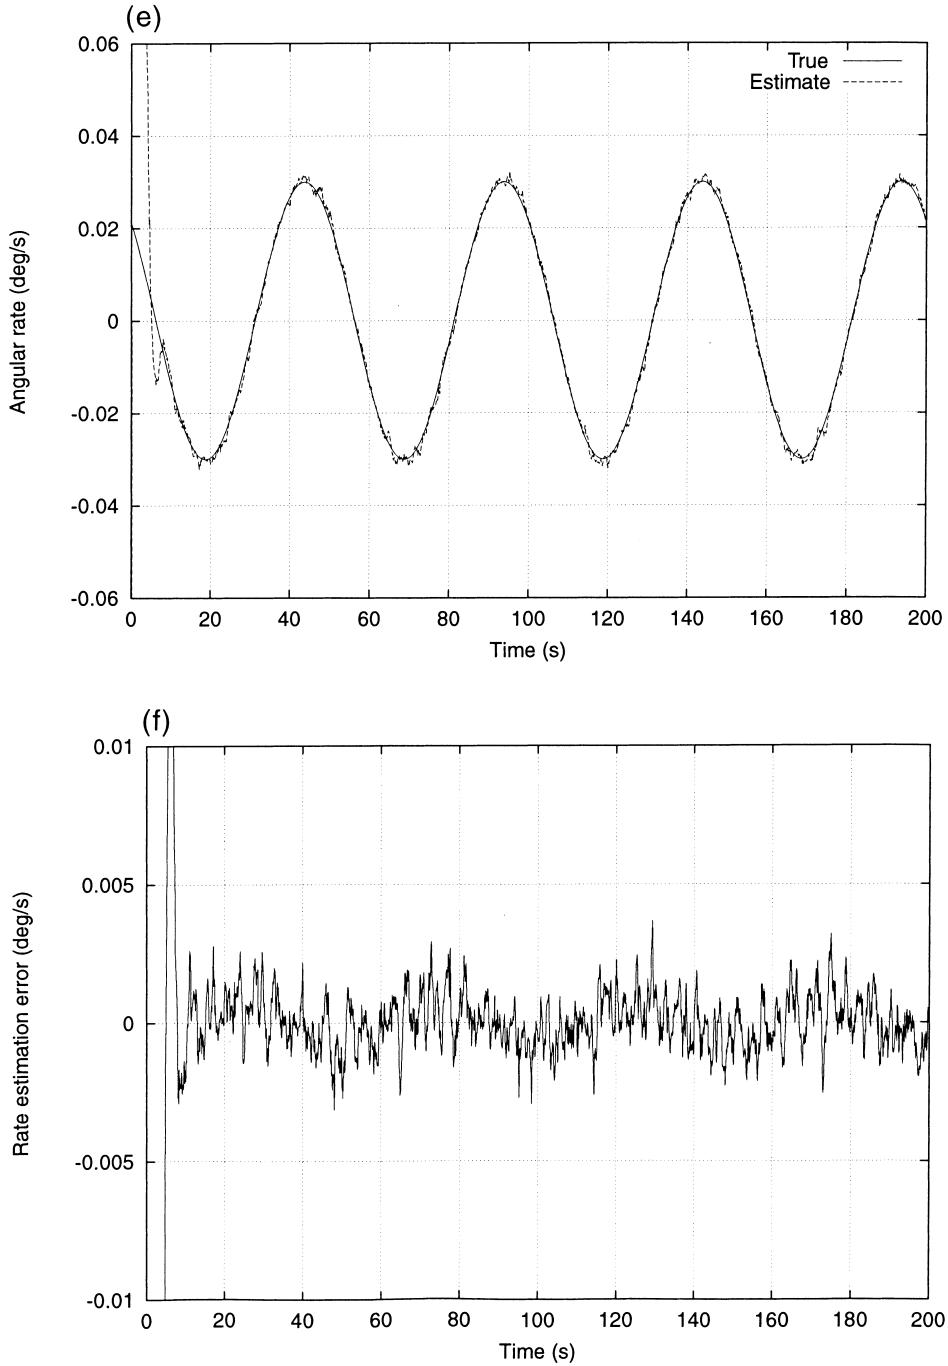 (e)
0.06
0.04
0.02
0
-0.02
-0.04
-0.06
Angular rate (deg/s)
True
Estimate
0 20 40 60 80 100 120 140 160 180 200
Time (s)
(f)
0.01
0.005
0
-0.005
-0.01
Rate estimation error (deg/s)
0 20 40 60 80 100 120 140 160 180 200
Time (s)